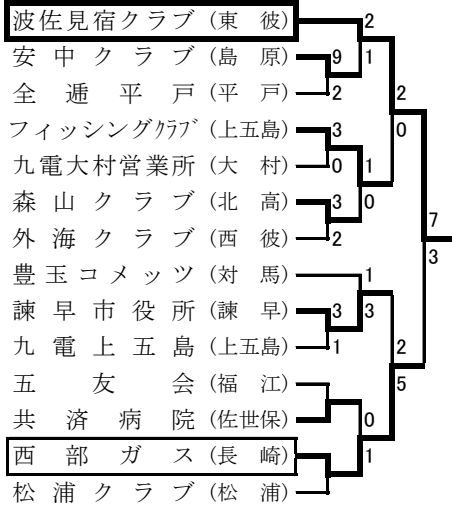 波佐見宿クラブ(東 彼) 2
安中クラブ(島 原) 9 1
全逓平戸(平 戸) 2 2
フィッシングクラブ(上五島) 3 0
九電大村営業所(大 村) 0 1
森山クラブ(北 高) 3 0
外海クラブ(西 彼) 2 7
3
豊玉コメッツ(対 馬) 1
諫早市役所(諫 早) 3 3
九電上五島(上五島) 1 2
五友会(福 江) 5
共済病院(佐世保) 0
西部ガス(長 崎) 1
松浦クラブ(松 浦)